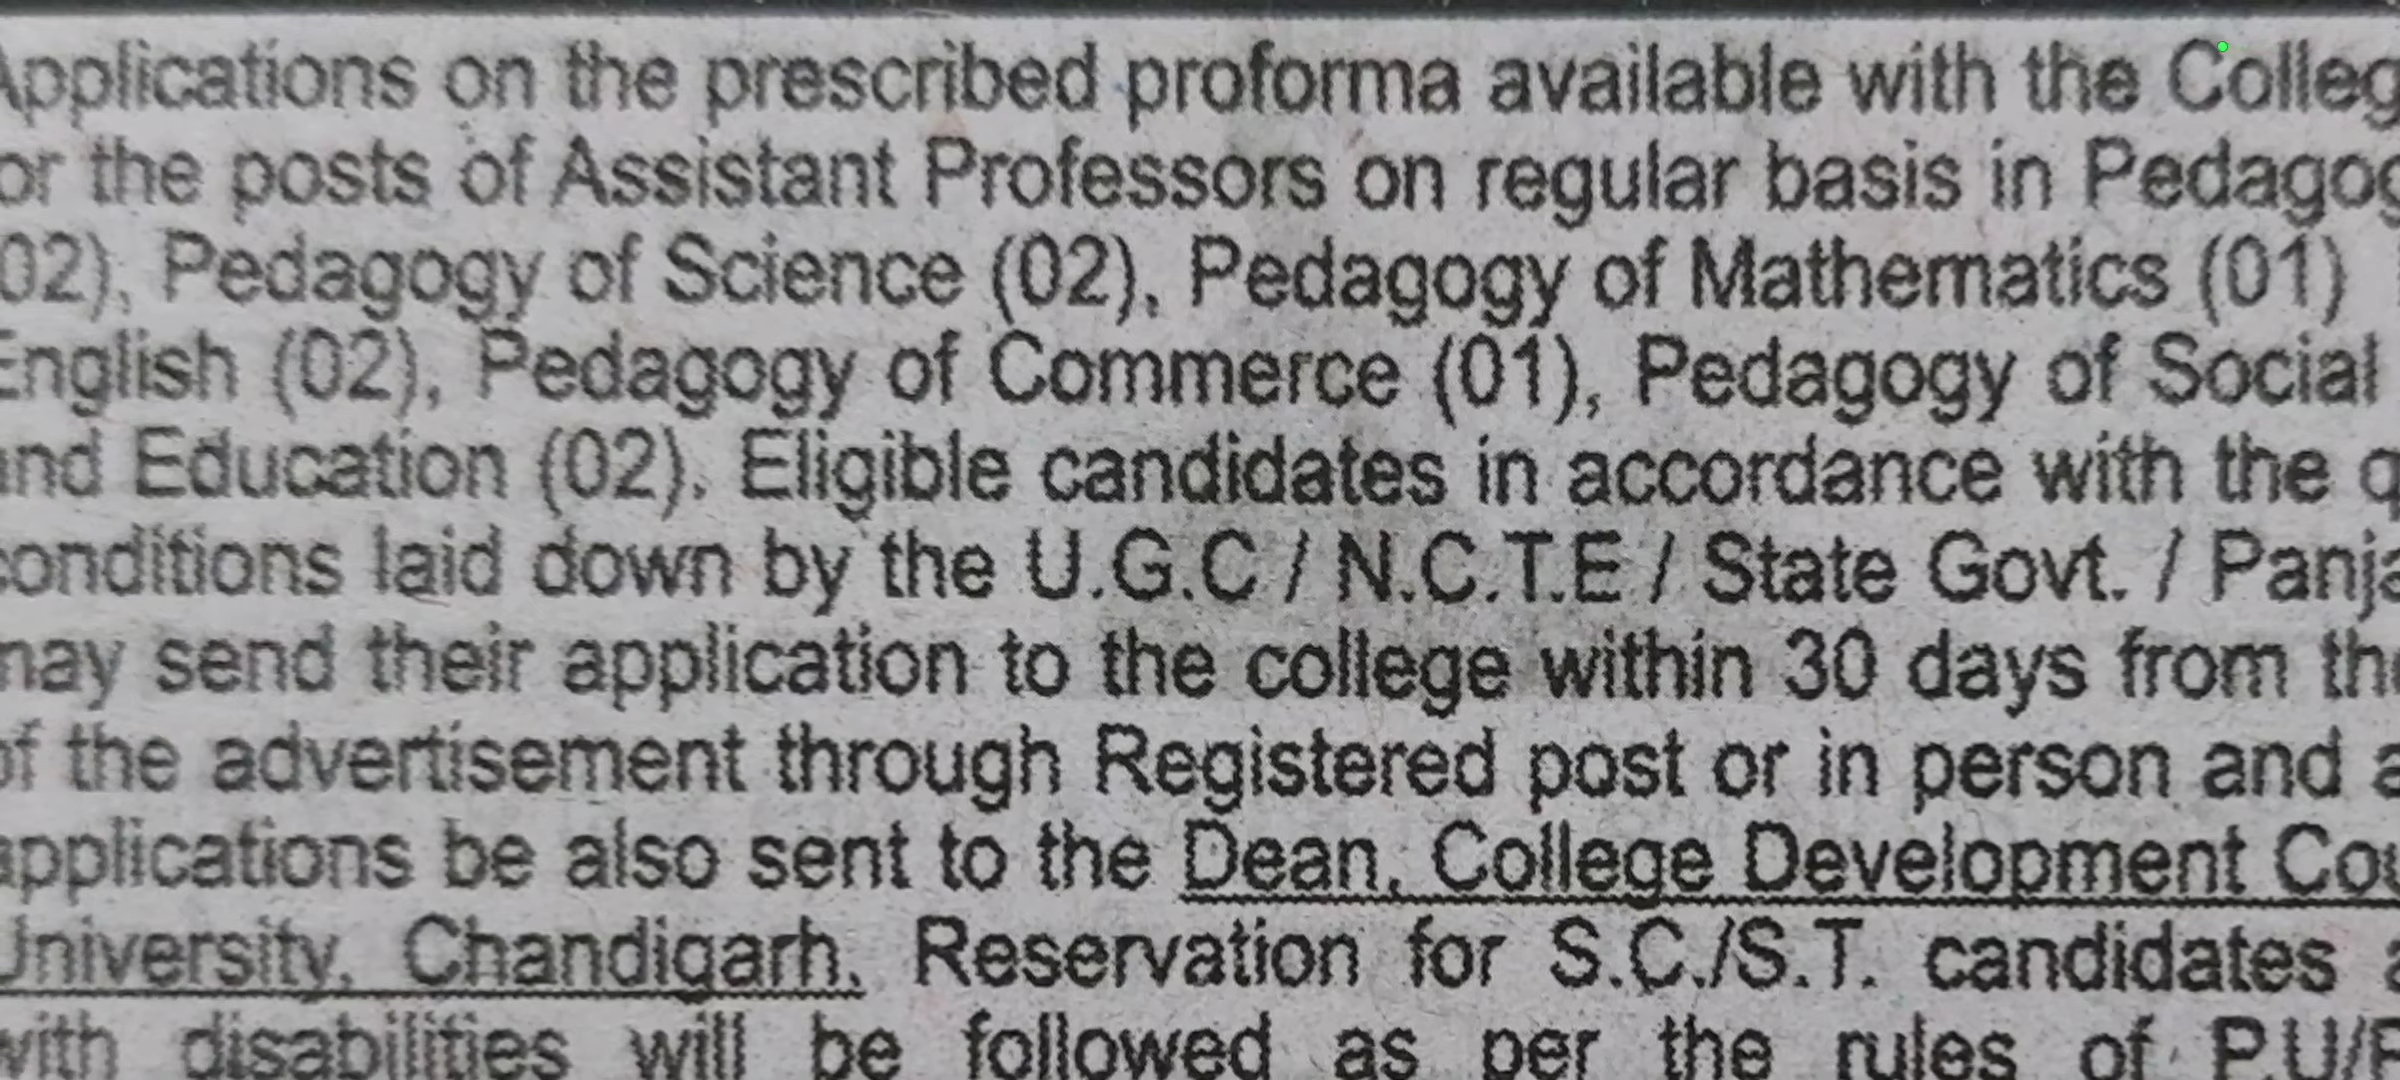 Applications on the prescribed proforma available with the Colleg
or the posts of Assistant Professors on regular basis in Pedagog
02), Pedagogy of Science (02), Pedagogy of Mathematics (01)
English (02), Pedagogy of Commerce (01), Pedagogy of Social
and Education (02). Eligible candidates in accordance with the q
conditions laid down by the U.G.C / N.C.T.E / State Govt. / Panja
may send their application to the college within 30 days from the
of the advertisement through Registered post or in person and a
applications be also sent to the Dean, College Development Cou
University, Chandigarh. Reservation for S.C./S.T. candidates a
with disabilities will be followed as per the rules of P.U/P